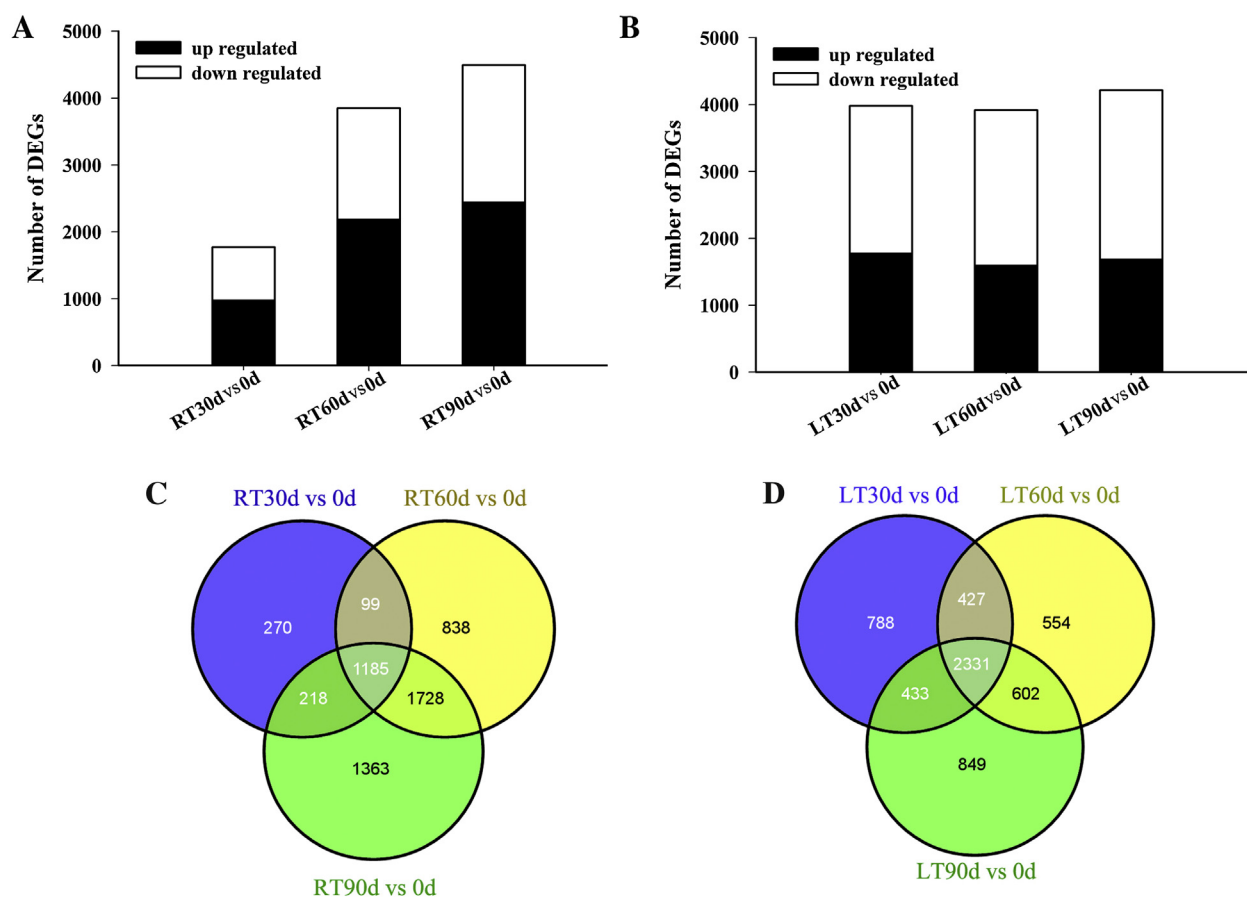 A
5000
4000
3000
2000
1000
0
Number of DEGs
up regulated
down regulated
RT30d vs 0d
RT60d vs 0d
RT90d vs 0d
B
5000
4000
3000
2000
1000
0
Number of DEGs
up regulated
down regulated
LT30d vs 0d
LT60d vs 0d
LT90d vs 0d
C
RT30d vs 0d
RT60d vs 0d
99
270
838
1185
218
1728
1363
RT90d vs 0d
D
LT30d vs 0d
LT60d vs 0d
427
788
554
2331
433
602
849
LT90d vs 0d